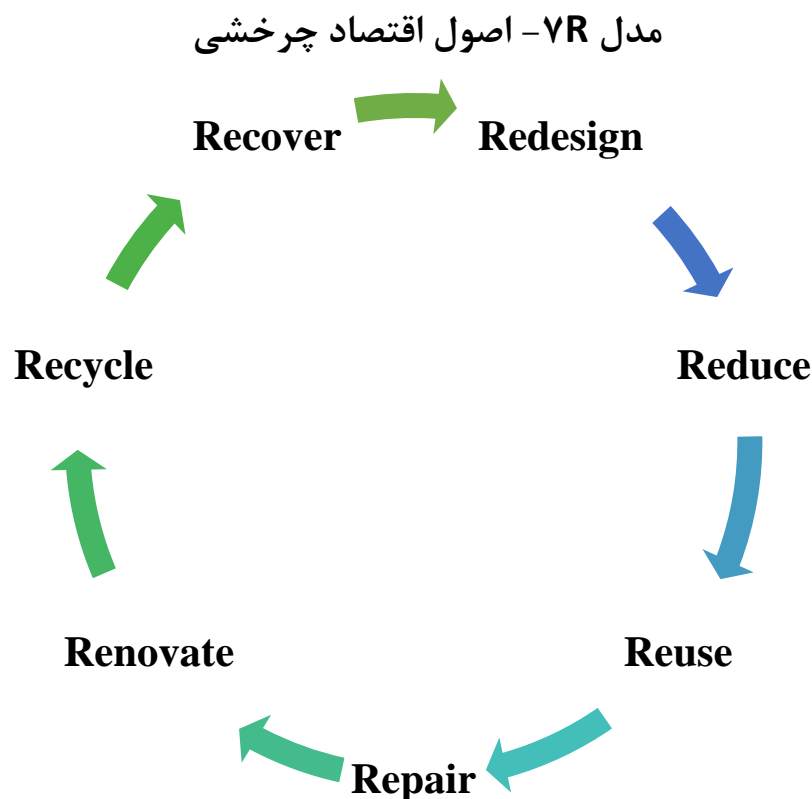 مدل ۷R- اصول اقتصاد چرخشی
Redesign
Reduce
Reuse
Repair
Renovate
Recycle
Recover